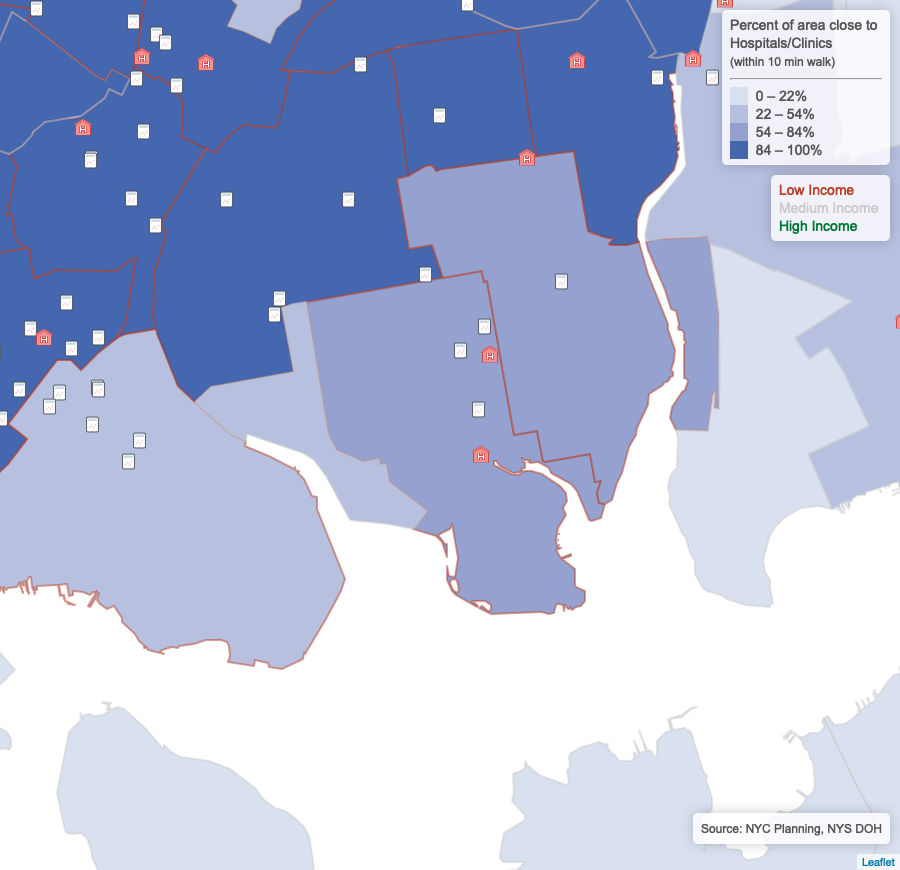 Percent of area close to
Hospitals/Clinics
(within 10 min walk)
0 – 22%
22 – 54%
54 – 84%
84 – 100%
Low Income
Medium Income
High Income
H
H
H
H
H
H
H
H
H
H
Source: NYC Planning, NYS DOH
Leaflet